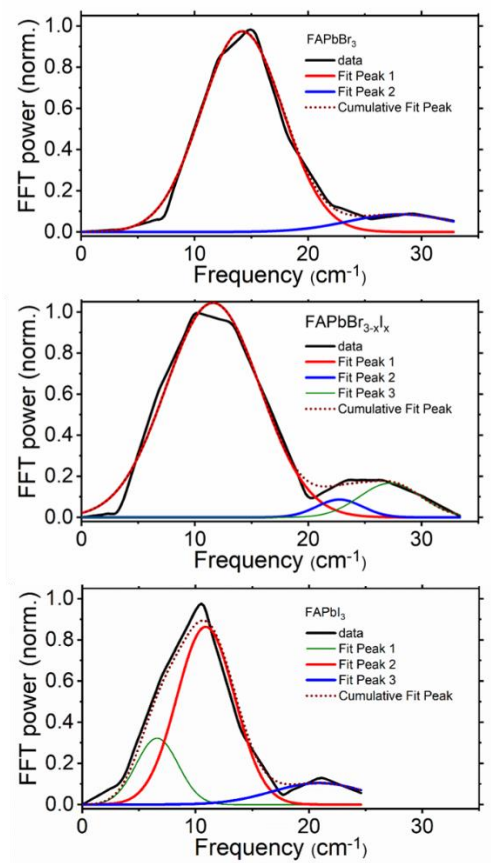 FAPbBr3
data
Fit Peak 1
Fit Peak 2
Cumulative Fit Peak
FFT power (norm.)
1.0
0.8
0.6
0.4
0.2
0.0
0 10 20 30
Frequency (cm-1)
FAPbBr3-xIx
data
Fit Peak 1
Fit Peak 2
Fit Peak 3
Cumulative Fit Peak
FFT power (norm.)
1.0
0.8
0.6
0.4
0.2
0.0
0 10 20 30
Frequency (cm-1)
FAPbI3
data
Fit Peak 1
Fit Peak 2
Fit Peak 3
Cumulative Fit Peak
FFT power (norm.)
1.0
0.8
0.6
0.4
0.2
0.0
0 10 20 30
Frequency (cm-1)